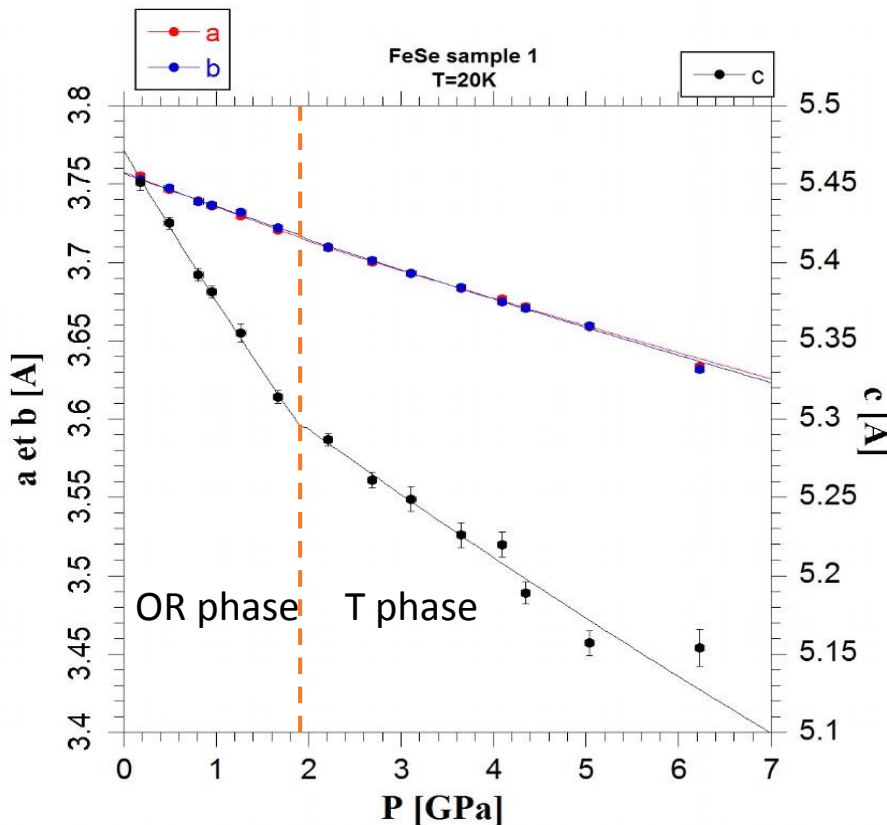 a
b
FeSe sample 1
T=20K
c
3.8
3.75
3.7
3.65
3.6
3.55
3.5
3.45
3.4
a et b [A]
5.5
5.45
5.4
5.35
5.3
5.25
5.2
5.15
5.1
c [A]
OR phase
T phase
0 1 2 3 4 5 6 7
P [GPa]